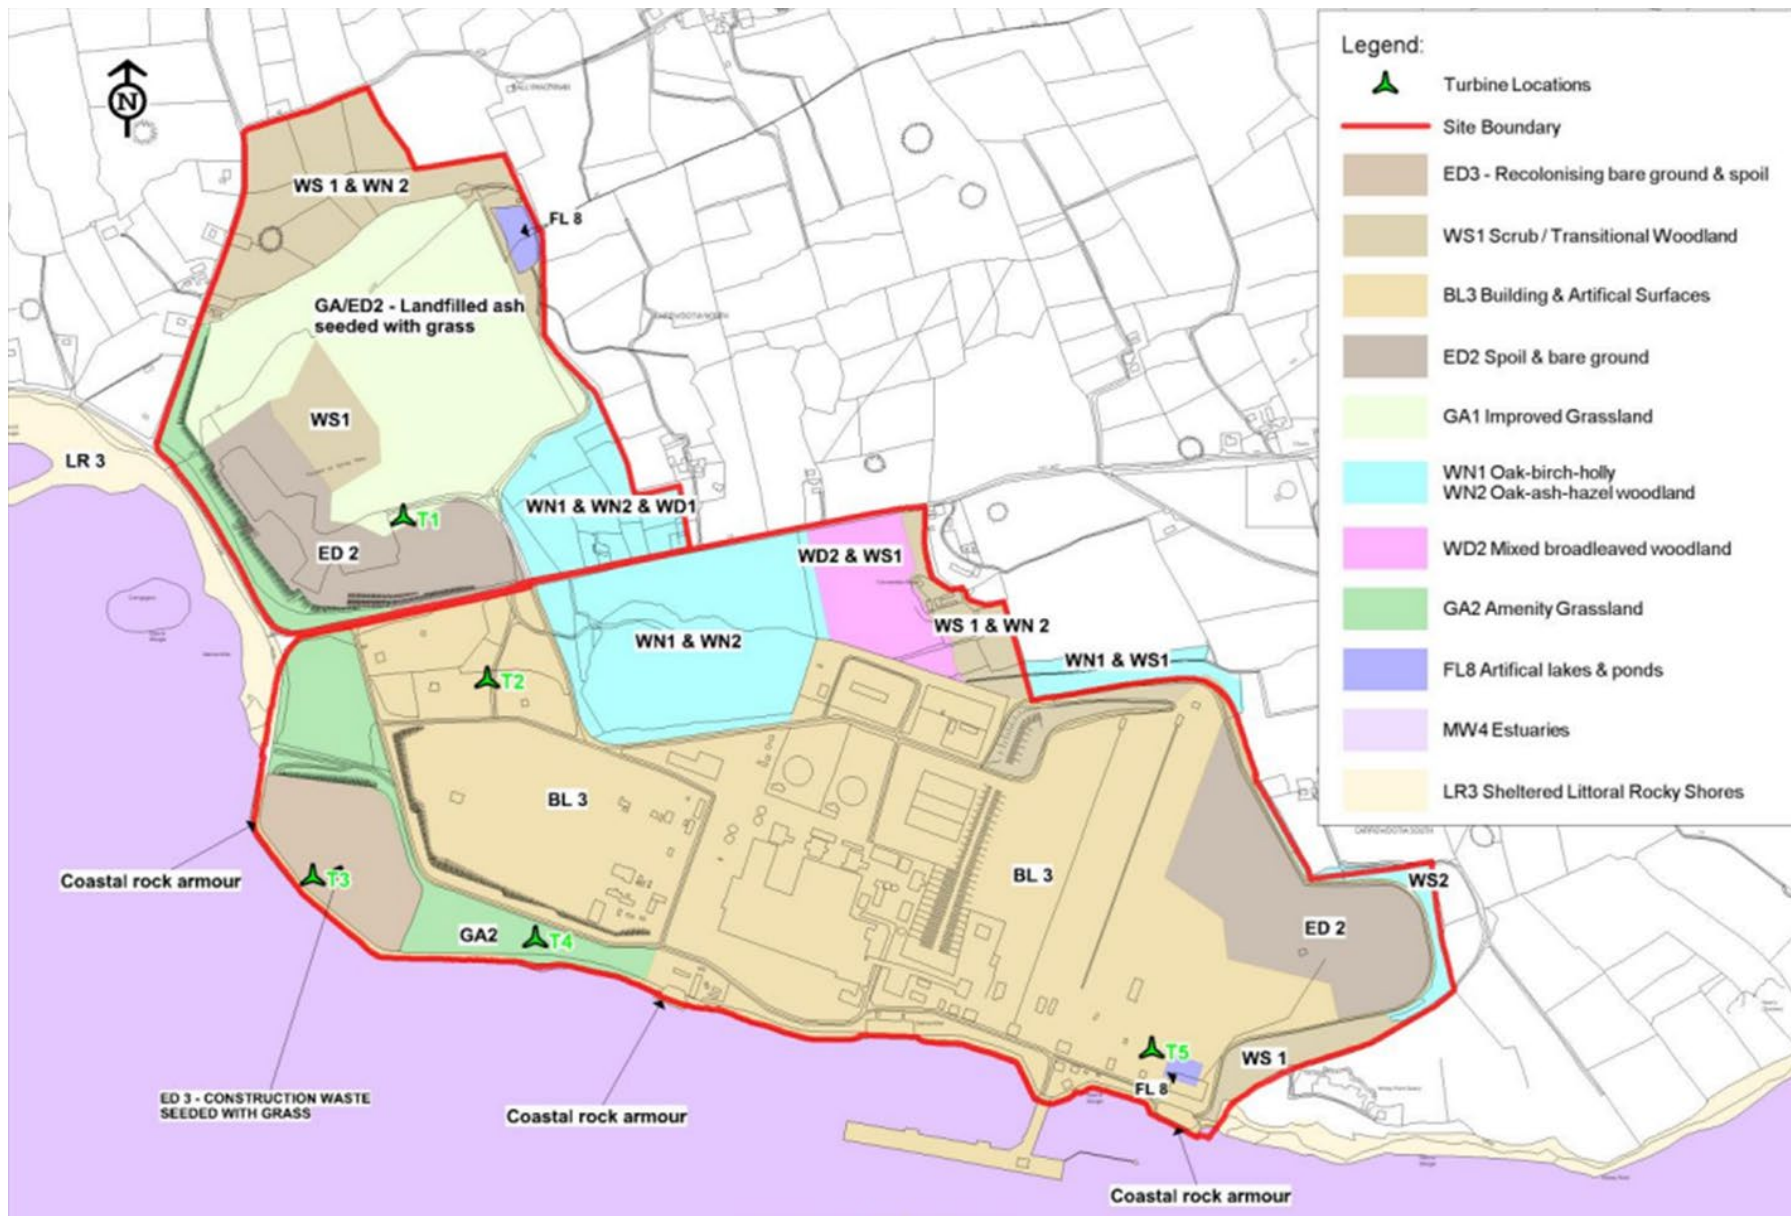 N
WS 1 & WN 2
FL 8
GA/ED2 - Landfilled ash
seeded with grass
WS1
LR 3
T1
ED 2
WN1 & WN2 & WD1
WD2 & WS1
T2
WN1 & WN2
WS 1 & WN 2
WN1 & WS1
BL 3
BL 3
Coastal rock armour
T3
GA2
T4
ED 2
WS2
T5
FL 8
WS 1
ED 3 - CONSTRUCTION WASTE
SEEDED WITH GRASS
Coastal rock armour
Coastal rock armour
CARROWDOTIA SOUTH
Legend:
Turbine Locations
Site Boundary
ED3 - Recolonising bare ground & spoil
WS1 Scrub / Transitional Woodland
BL3 Building & Artifical Surfaces
ED2 Spoil & bare ground
GA1 Improved Grassland
WN1 Oak-birch-holly
WN2 Oak-ash-hazel woodland
WD2 Mixed broadleaved woodland
GA2 Amenity Grassland
FL8 Artifical lakes & ponds
MW4 Estuaries
LR3 Sheltered Littoral Rocky Shores